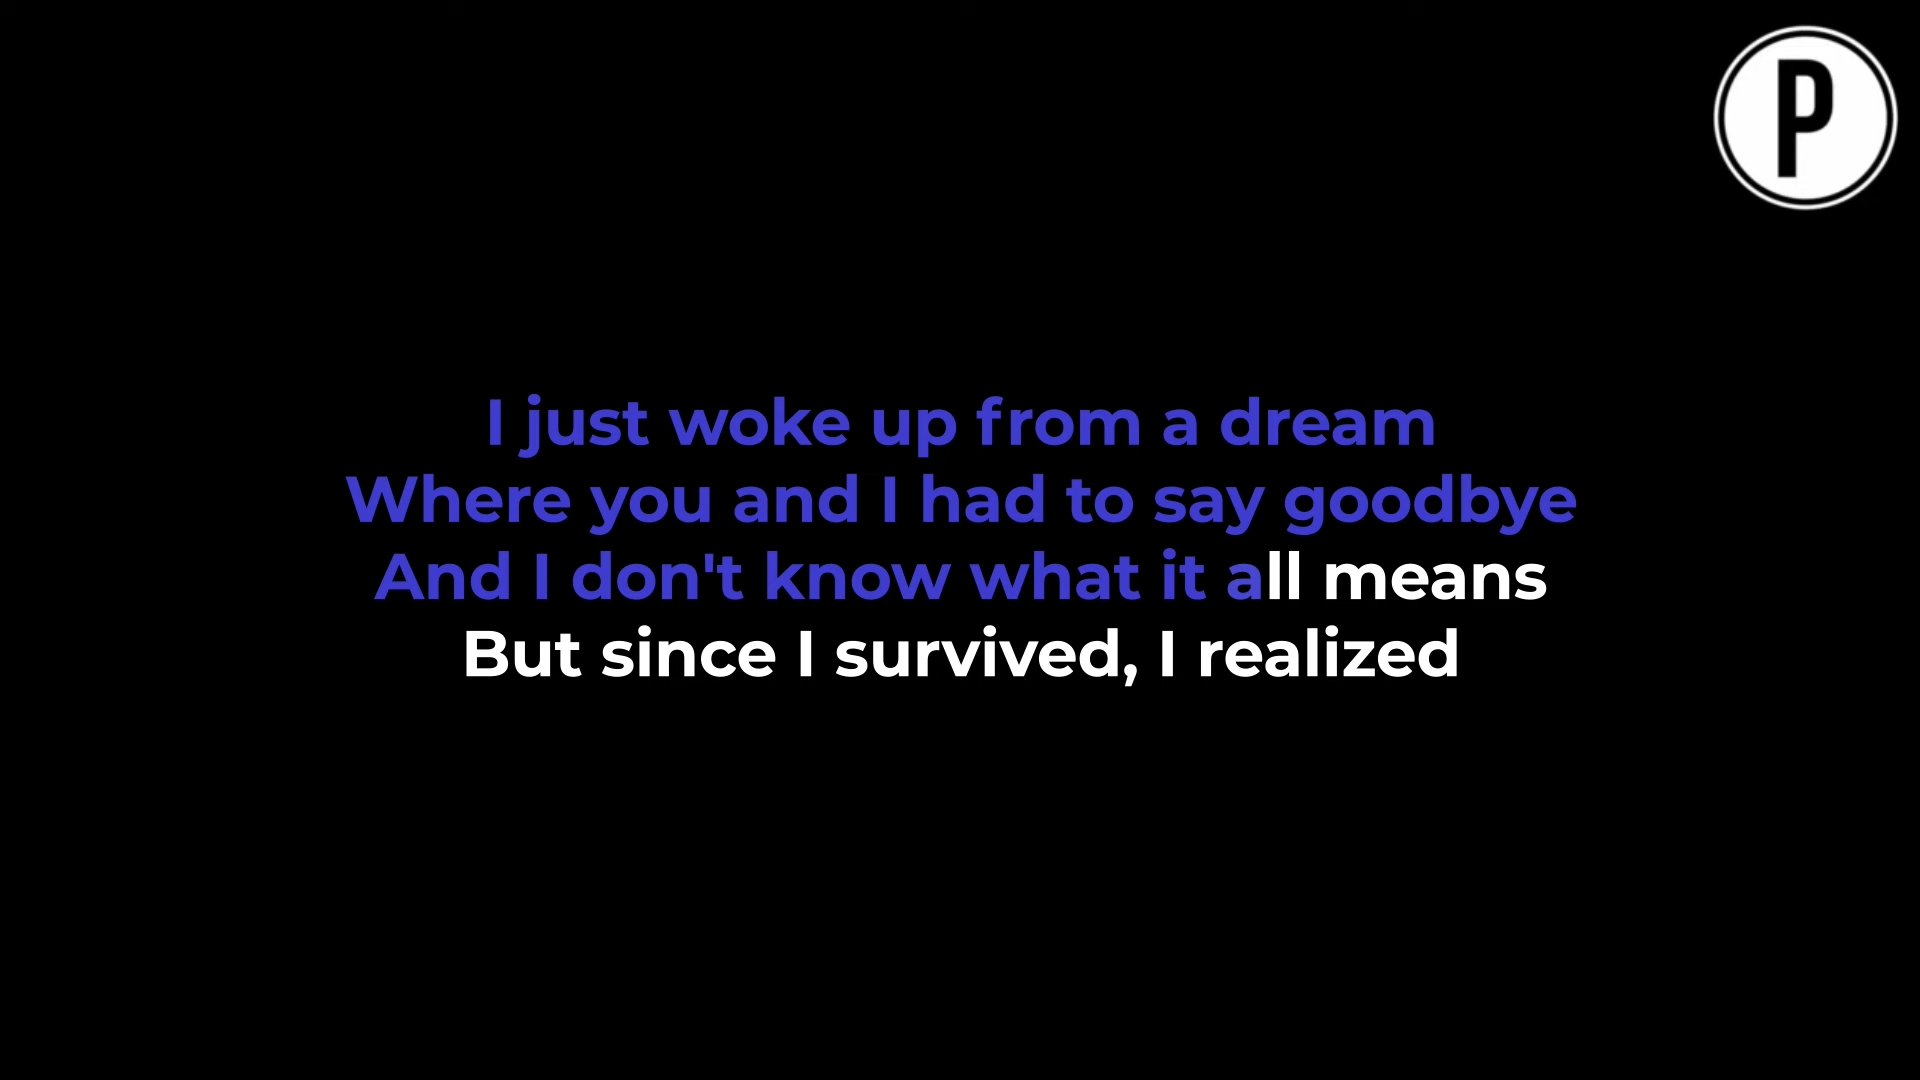 P
I just woke up from a dream
Where you and I had to say goodbye
And I don't know what it all means
But since I survived, I realized